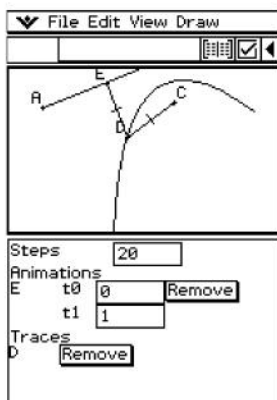 File Edit View Draw
A
E
D
C
Steps 20
Animations
E t0 0 Remove
t1 1
Traces
D Remove